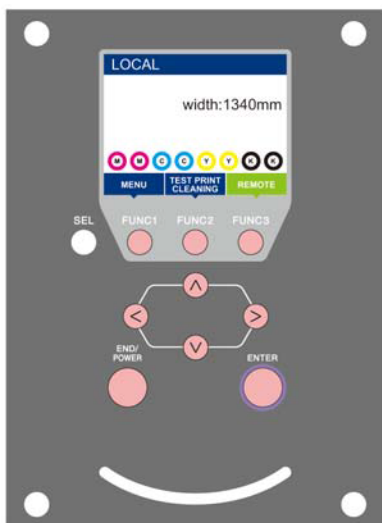 LOCAL
width:1340mm
M M C C Y Y K K
MENU
TEST PRINT
CLEANING
REMOTE
SEL
FUNC1
FUNC2
FUNC3
END/
POWER
ENTER